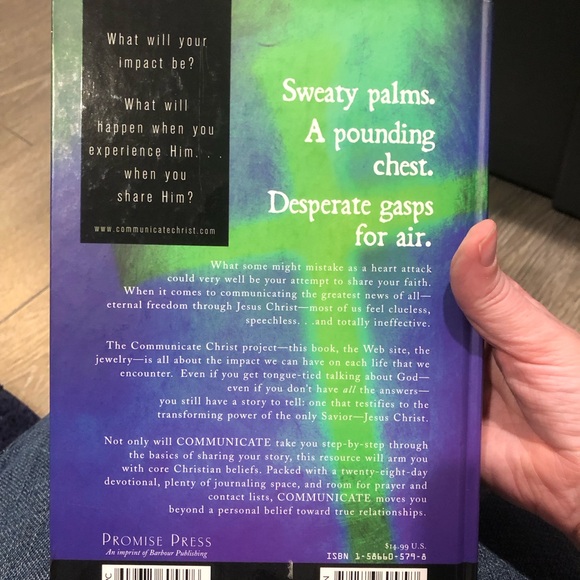 What will your
impact be?
What will
happen when you
experience Him. . .
when you
share Him?
www.communicatechrist.com
Sweaty palms.
A pounding
chest.
Desperate gasps
for air.
What some might mistake as a heart attack
could very well be your attempt to share your faith.
When it comes to communicating the greatest news of all—
eternal freedom through Jesus Christ—most of us feel clueless,
speechless. . .and totally ineffective.
The Communicate Christ project—this book, the Web site, the
jewelry—is all about the impact we can have on each life that we
encounter. Even if you get tongue-tied talking about God—
even if you don't have all the answers—
you still have a story to tell: one that testifies to the
transforming power of the only Savior—Jesus Christ.
Not only will COMMUNICATE take you step-by-step through
the basics of sharing your story, this resource will arm you
with core Christian beliefs. Packed with a twenty-eight-day
devotional, plenty of journaling space, and room for prayer and
contact lists, COMMUNICATE moves you
beyond a personal belief toward true relationships.
PROMISE PRESS
An imprint of Barbour Publishing
$14.99 U.S.
ISBN 1-58660-579-8